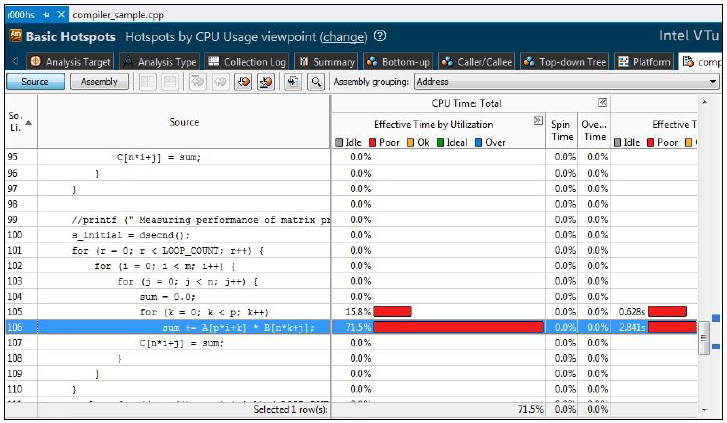 r000hs
compiler_sample.cpp
Basic Hotspots Hotspots by CPU Usage viewpoint (change) Intel VTu
Analysis Target Analysis Type Collection Log Summary Bottom-up Caller/Callee Top-down Tree Platform comp
Source Assembly Assembly grouping: Address
CPU Time: Total
So. Li. Source Effective Time by Utilization Spin Time Ove... Time Effective T
Idle Poor Ok Ideal Over Idle Poor
95 C[n*i+j] = sum; 0.0% 0.0% 0.0%
96 } 0.0% 0.0% 0.0%
97 } 0.0% 0.0% 0.0%
98 0.0% 0.0% 0.0%
99 //printf (" Measuring performance of matrix pr 0.0% 0.0% 0.0%
100 s_initial = dsecnd(); 0.0% 0.0% 0.0%
101 for (r = 0; r < LOOP_COUNT; r++) { 0.0% 0.0% 0.0%
102 for (i = 0; i < m; i++) { 0.0% 0.0% 0.0%
103 for (j = 0; j < n; j++) { 0.0% 0.0% 0.0%
104 sum = 0.0; 0.0% 0.0% 0.0%
105 for (k = 0; k < p; k++) 15.8% 0.0% 0.0% 0.628s
106 sum += A[p*i+k] * B[n*k+j]; 71.5% 0.0% 0.0% 2.841s
107 C[n*i+j] = sum; 0.0% 0.0% 0.0%
108 } 0.0% 0.0% 0.0%
109 } 0.0% 0.0% 0.0%
110 } 0.0% 0.0% 0.0%
Selected 1 row(s): 71.5% 0.0% 0.0%